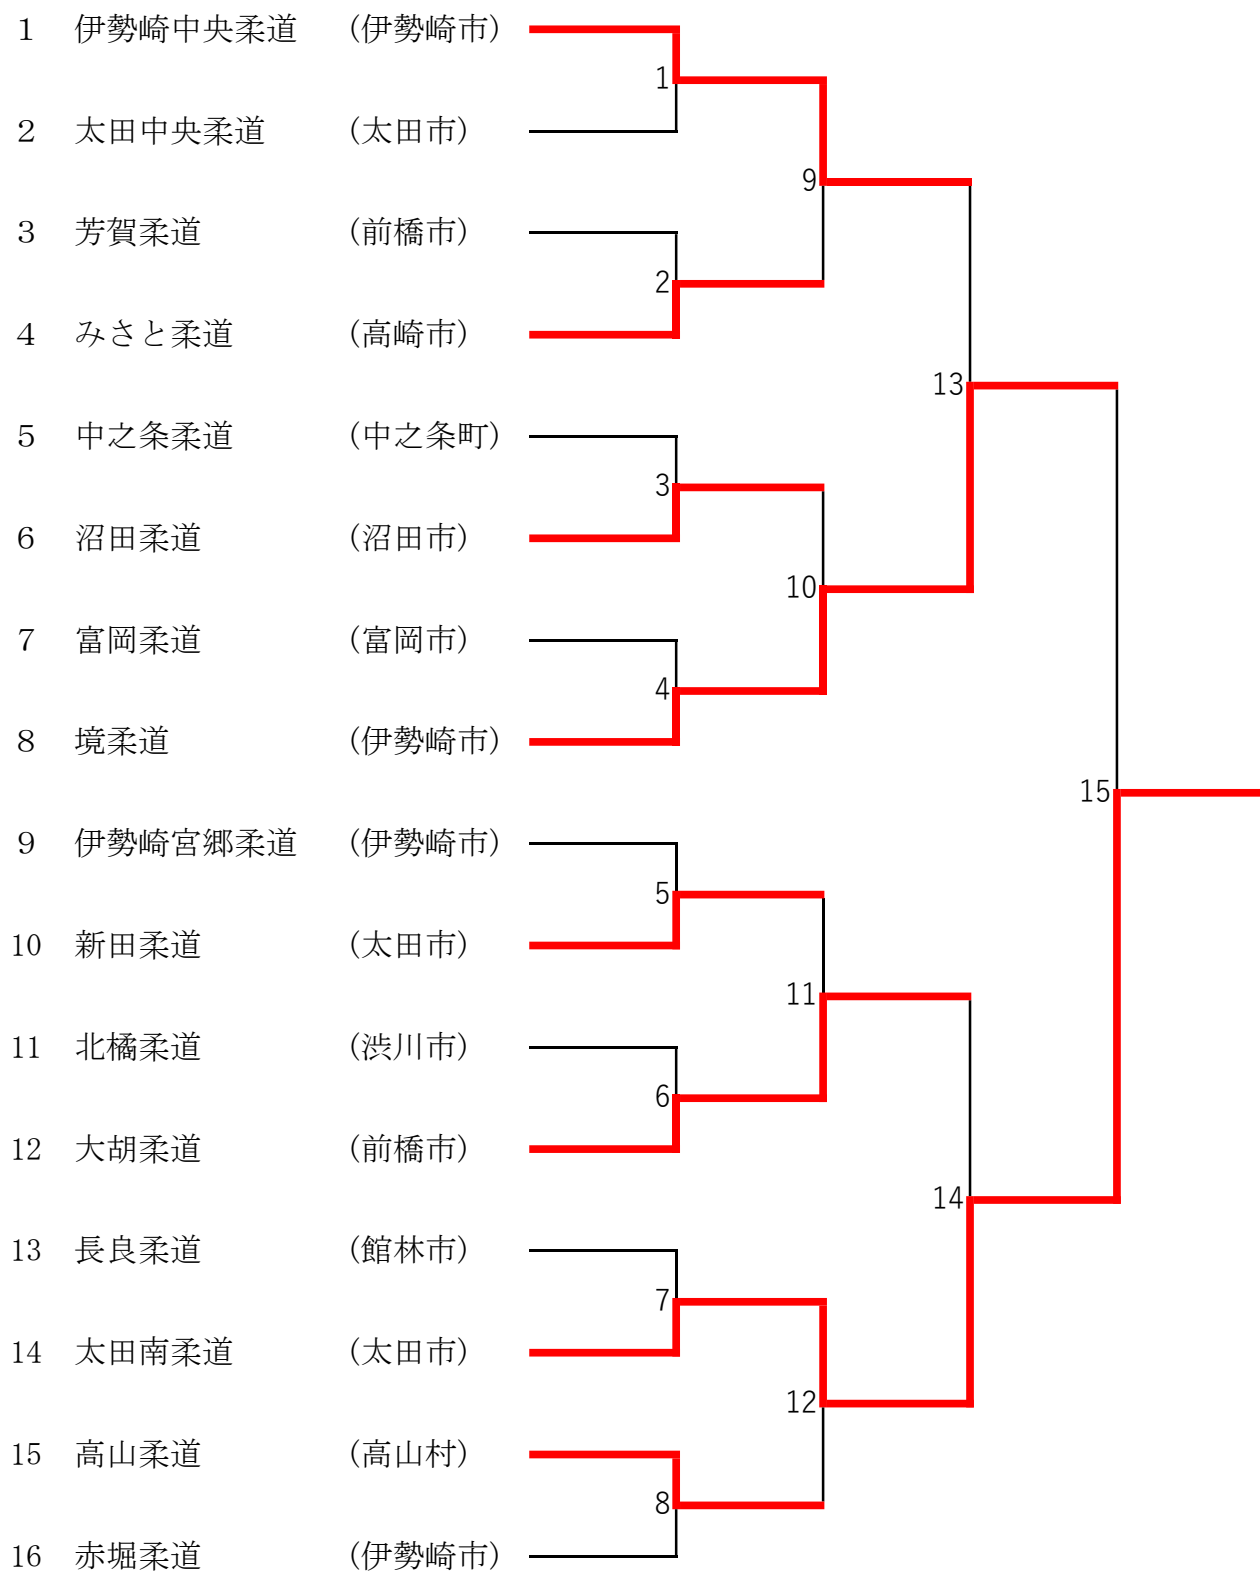 1 伊勢崎中央柔道 (伊勢崎市)
1
2 太田中央柔道 (太田市)
9
3 芳賀柔道 (前橋市)
2
4 みさと柔道 (高崎市)
13
5 中之条柔道 (中之条町)
3
6 沼田柔道 (沼田市)
10
7 富岡柔道 (富岡市)
4
8 境柔道 (伊勢崎市)
15
9 伊勢崎宮郷柔道 (伊勢崎市)
5
10 新田柔道 (太田市)
11
11 北橘柔道 (渋川市)
6
12 大胡柔道 (前橋市)
14
13 長良柔道 (館林市)
7
14 太田南柔道 (太田市)
12
15 高山柔道 (高山村)
8
16 赤堀柔道 (伊勢崎市)